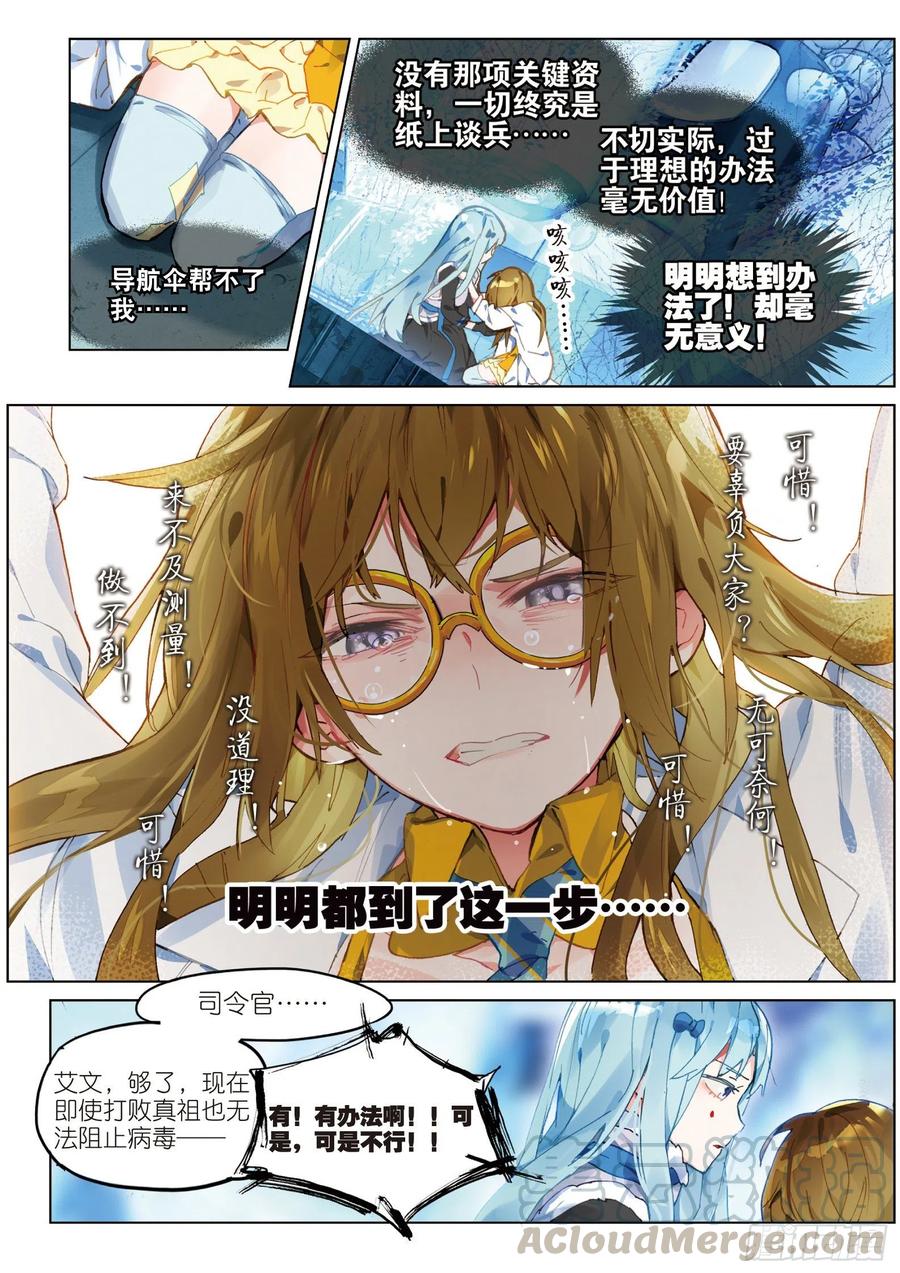 导航伞帮不了
我……
没有那项关键资
料，一切终究是
纸上谈兵……
不切实际，过
于理想的办法
毫无价值！
咳咳咳……
明明想到办
法了！却毫
无意义！
可惜！
要辜负大家？
来不及测量！
做不到！
没道理！
无可奈何！
可惜！
可惜！
明明都到了这一步……
司令官……
艾文，够了，现在
即使打败真祖也无
法阻止病毒——
有！有办法啊！！可
是，可是不行！！
ACloudMerge.com